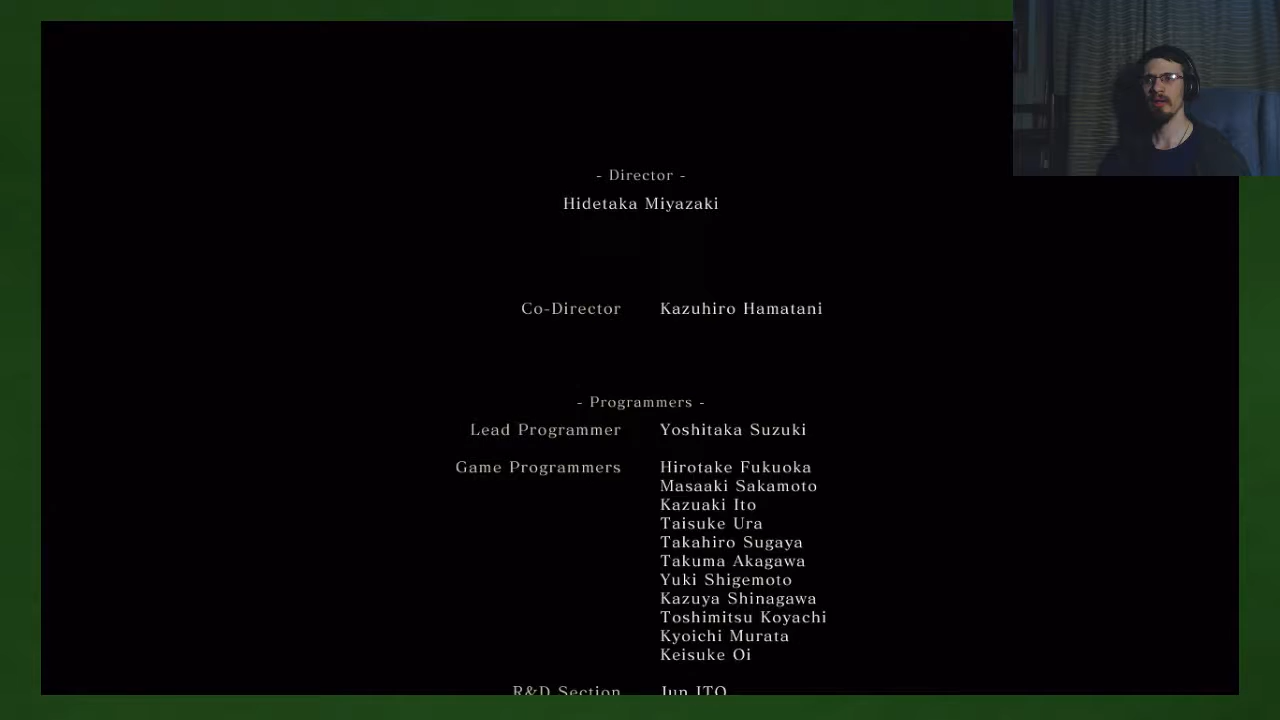 - Director -
Hidetaka Miyazaki
Co-Director Kazuhiro Hamatani
- Programmers -
Lead Programmer Yoshitaka Suzuki
Game Programmers Hirotake Fukuoka
Masaaki Sakamoto
Kazuaki Ito
Taisuke Ura
Takahiro Sugaya
Takuma Akagawa
Yuki Shigemoto
Kazuya Shinagawa
Toshimitsu Koyachi
Kyoichi Murata
Keisuke Oi
R&D Section Jun ITO